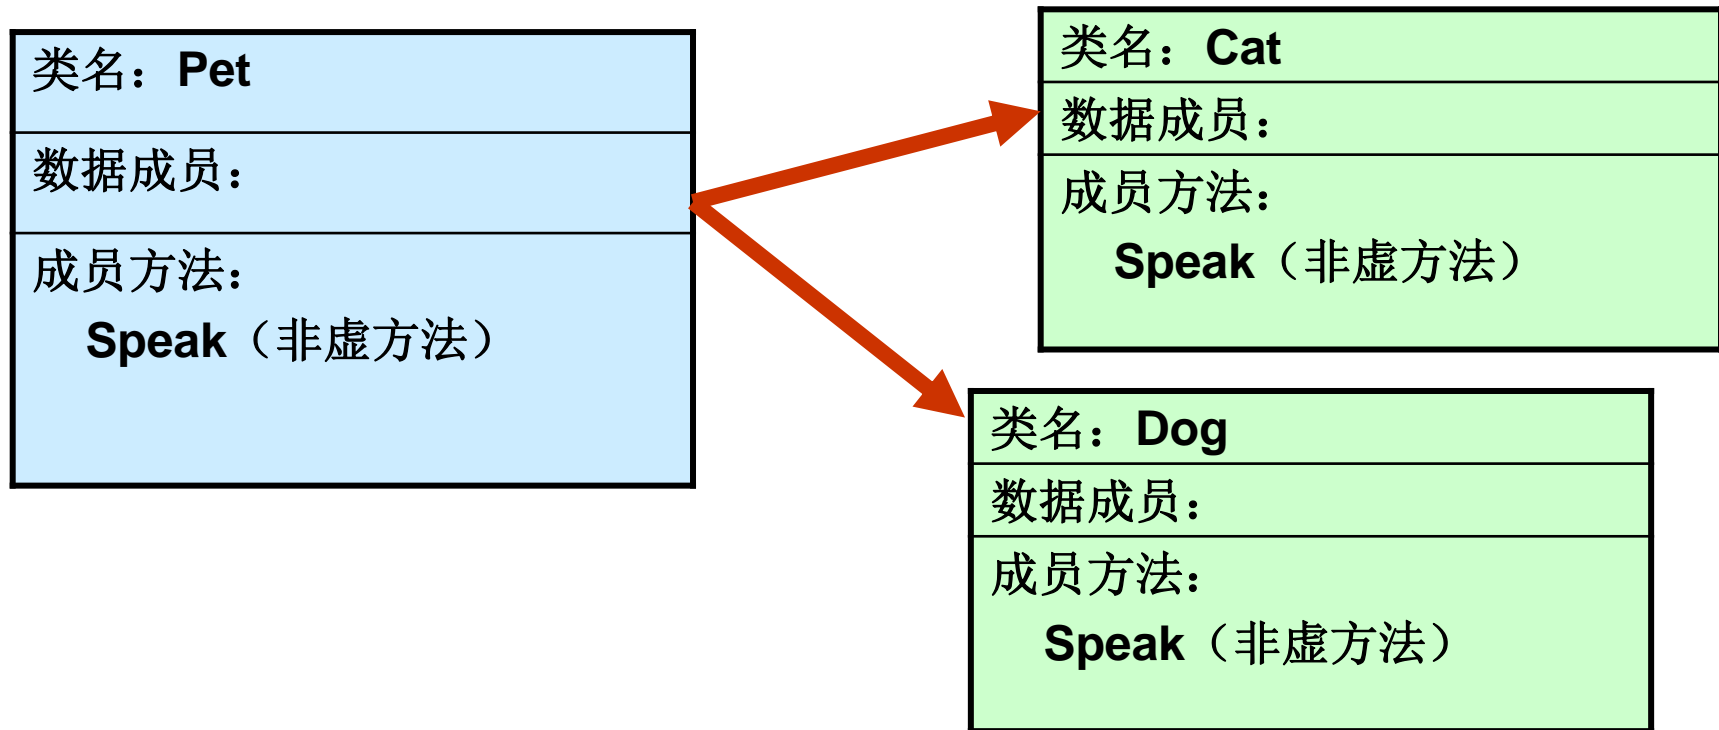 类名：Pet
数据成员：
成员方法：
Speak（非虚方法）
类名：Cat
数据成员：
成员方法：
Speak（非虚方法）
类名：Dog
数据成员：
成员方法：
Speak（非虚方法）